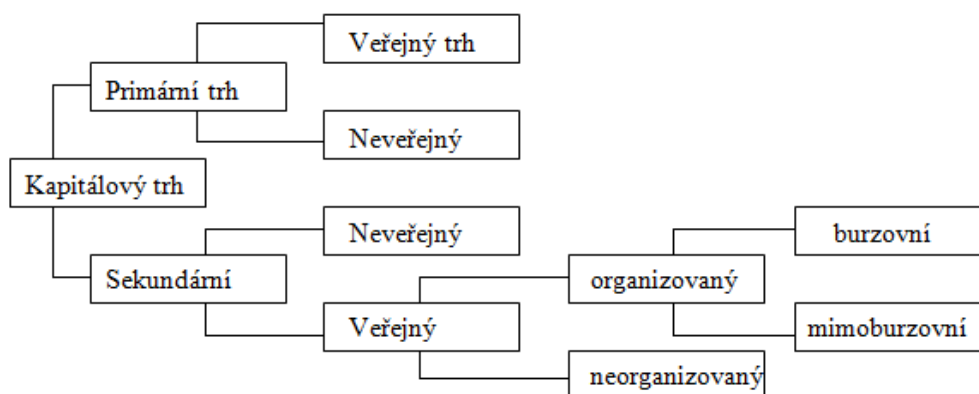 Veřejný trh
Primární trh
Neveřejný
Kapitálový trh
Neveřejný
burzovní
Sekundární
organizovaný
Veřejný
mimoburzovní
neorganizovaný